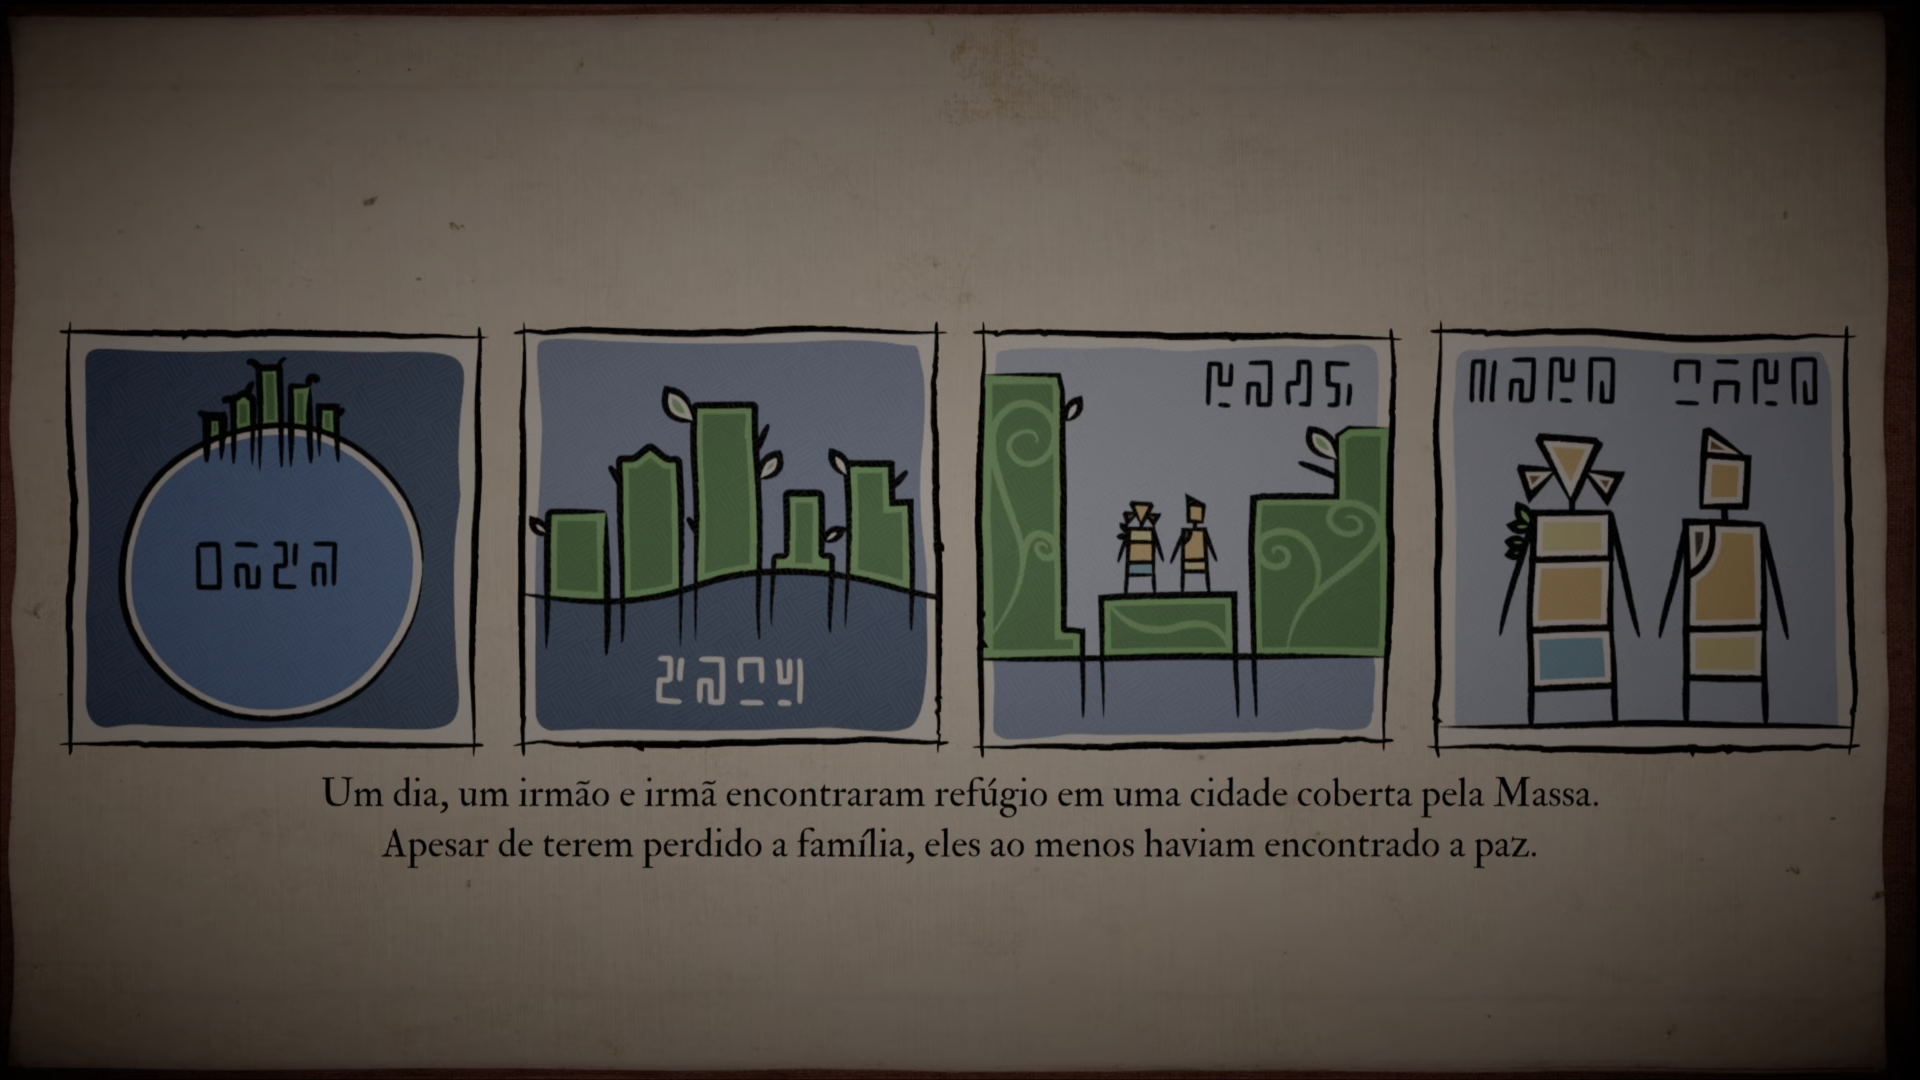 Um dia, um irmão e irmã encontraram refúgio em uma cidade coberta pela Massa.
Apesar de terem perdido a família, eles ao menos haviam encontrado a paz.